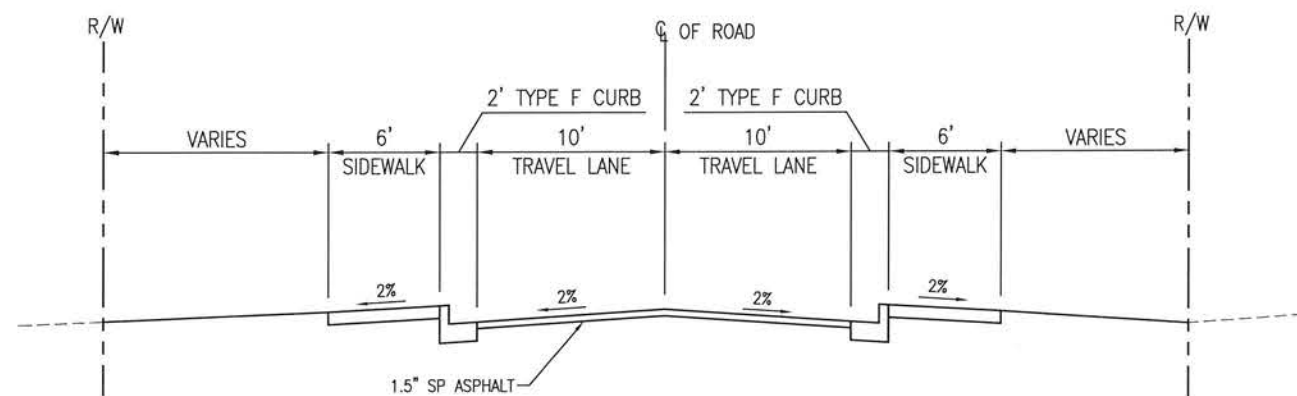 R/W
℄ OF ROAD
R/W
2' TYPE F CURB
2' TYPE F CURB
VARIES
6'
SIDEWALK
10'
TRAVEL LANE
10'
TRAVEL LANE
6'
SIDEWALK
VARIES
2%
2%
2%
2%
1.5" SP ASPHALT